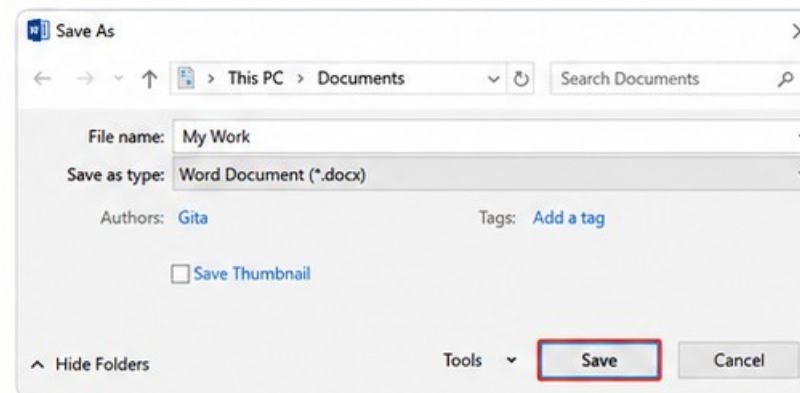 Save As
This PC > Documents
Search Documents
File name: My Work
Save as type: Word Document (*.docx)
Authors: Gita Tags: Add a tag
Save Thumbnail
Hide Folders Tools Save Cancel